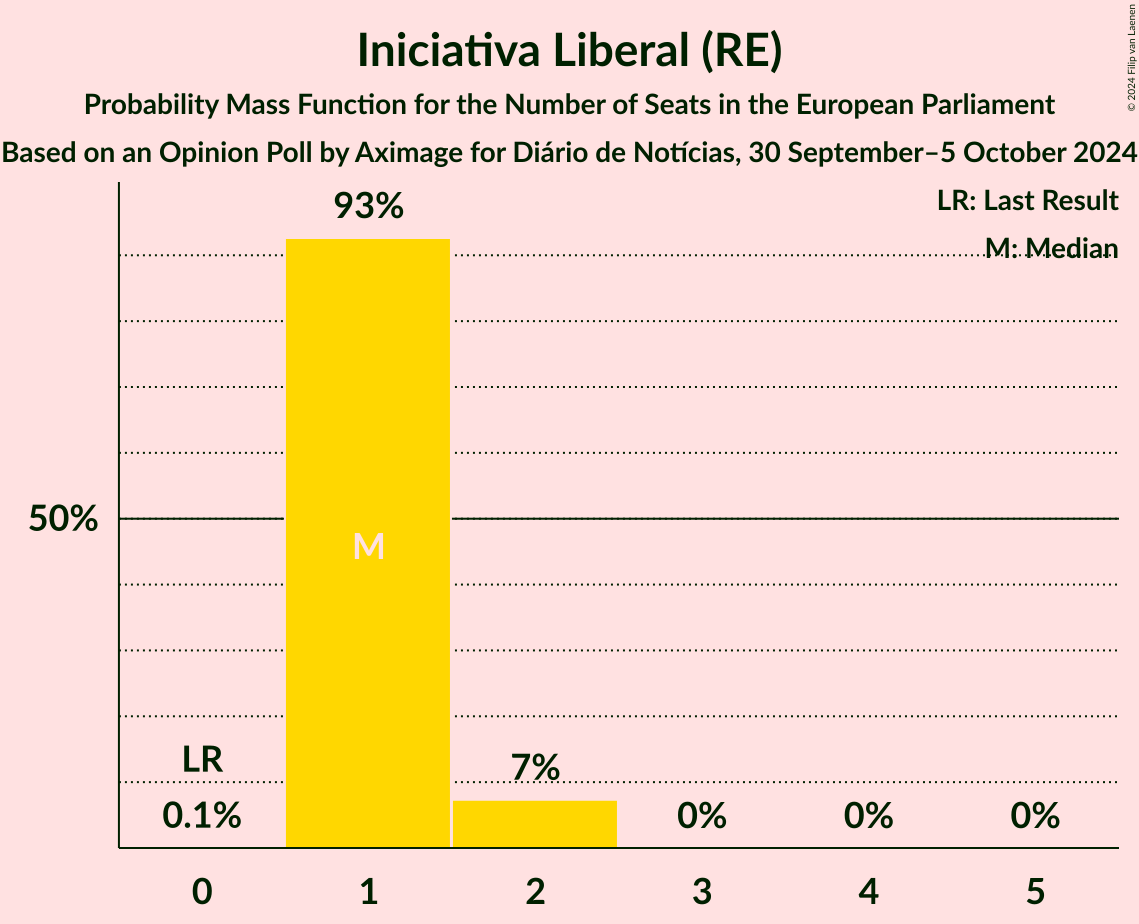 Iniciativa Liberal (RE)
Probability Mass Function for the Number of Seats in the European Parliament
Based on an Opinion Poll by Aximage for Diário de Notícias, 30 September–5 October 2024
© 2024 Filip van Laenen
LR: Last Result
M: Median
93%
50%
M
LR
7%
0.1%
0%
0%
0%
0
1
2
3
4
5